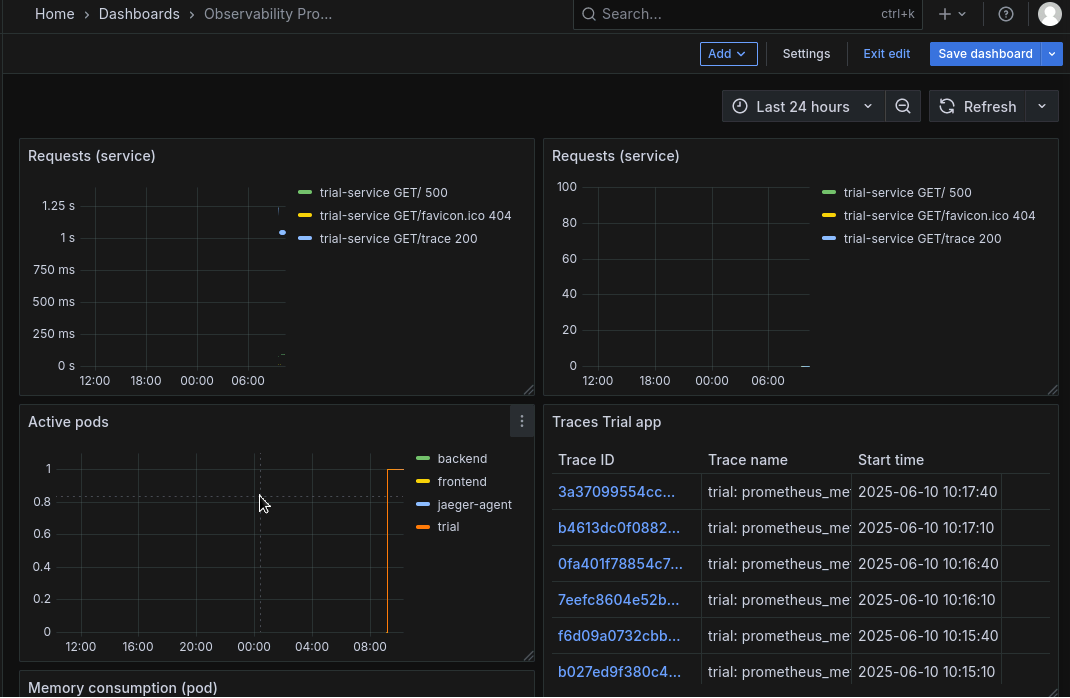 Home > Dashboards > Observability Pro...
Search... ctrl+k
Add Settings Exit edit Save dashboard
Last 24 hours Refresh
Requests (service)
1.25 s
1 s
750 ms
500 ms
250 ms
0 s
12:00 18:00 00:00 06:00
trial-service GET/ 500
trial-service GET/favicon.ico 404
trial-service GET/trace 200
Requests (service)
100
80
60
40
20
0
12:00 18:00 00:00 06:00
trial-service GET/ 500
trial-service GET/favicon.ico 404
trial-service GET/trace 200
Active pods
1
0.8
0.6
0.4
0.2
0
12:00 16:00 20:00 00:00 04:00 08:00
backend
frontend
jaeger-agent
trial
Traces Trial app
Trace ID Trace name Start time
3a37099554cc... trial: prometheus_me 2025-06-10 10:17:40
b4613dc0f0882... trial: prometheus_me 2025-06-10 10:17:10
0fa401f78854c7... trial: prometheus_me 2025-06-10 10:16:40
7eefc8604e52b... trial: prometheus_me 2025-06-10 10:16:10
f6d09a0732cbb... trial: prometheus_me 2025-06-10 10:15:40
b027ed9f380c4... trial: prometheus_me 2025-06-10 10:15:10
Memory consumption (pod)